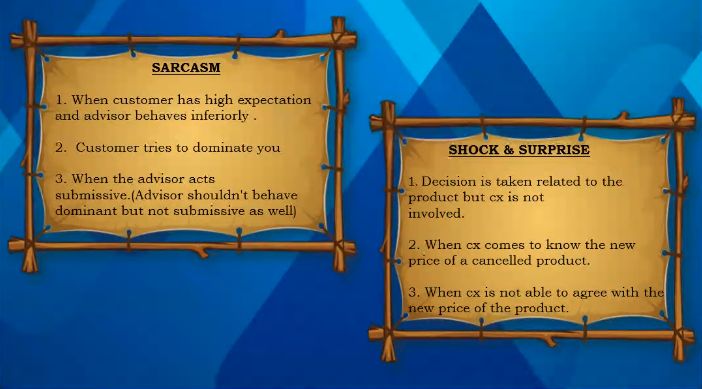 SARCASM
1. When customer has high expectation
and advisor behaves inferiorly .
2. Customer tries to dominate you
3. When the advisor acts
submissive.(Advisor shouldn't behave
dominant but not submissive as well)
SHOCK & SURPRISE
1. Decision is taken related to the
product but cx is not
involved.
2. When cx comes to know the new
price of a cancelled product.
3. When cx is not able to agree with the
new price of the product.